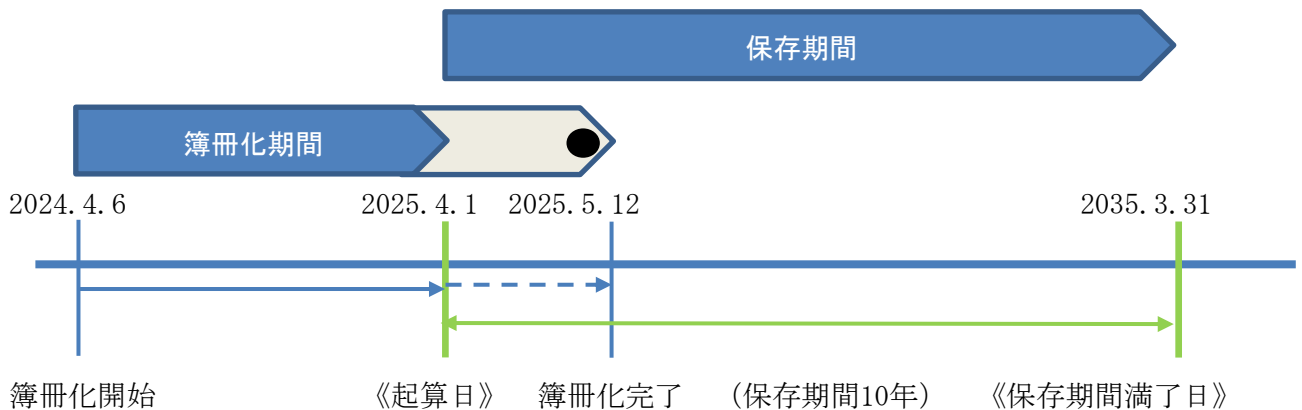 保存期間
簿冊化期間
2024.4.6
2025.4.1
2025.5.12
2035.3.31
簿冊化開始
《起算日》
簿冊化完了
(保存期間10年)
《保存期間満了日》